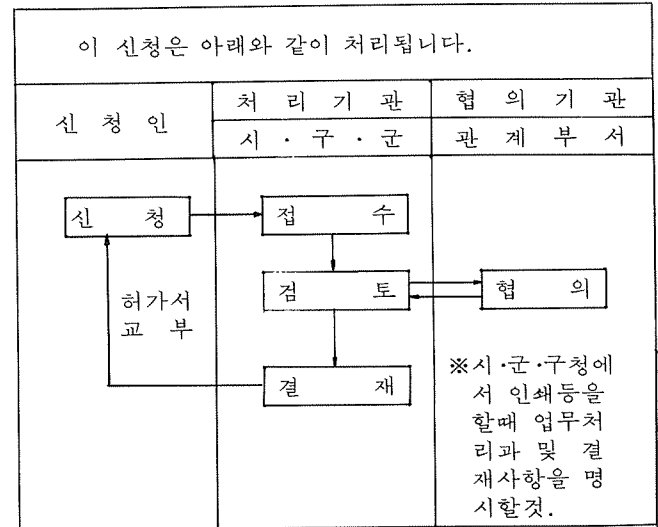 이 신청은 아래와 같이 처리됩니다.
신 청 인
처 리 기 관
협 의 기 관
시 · 구 · 군
관 계 부 서
신 청
접 수
검 토
협 의
허가서
교 부
결 재
※시·군·구청에
서 인쇄등을
할때 업무처
리과 및 결
재사항을 명
시할것.